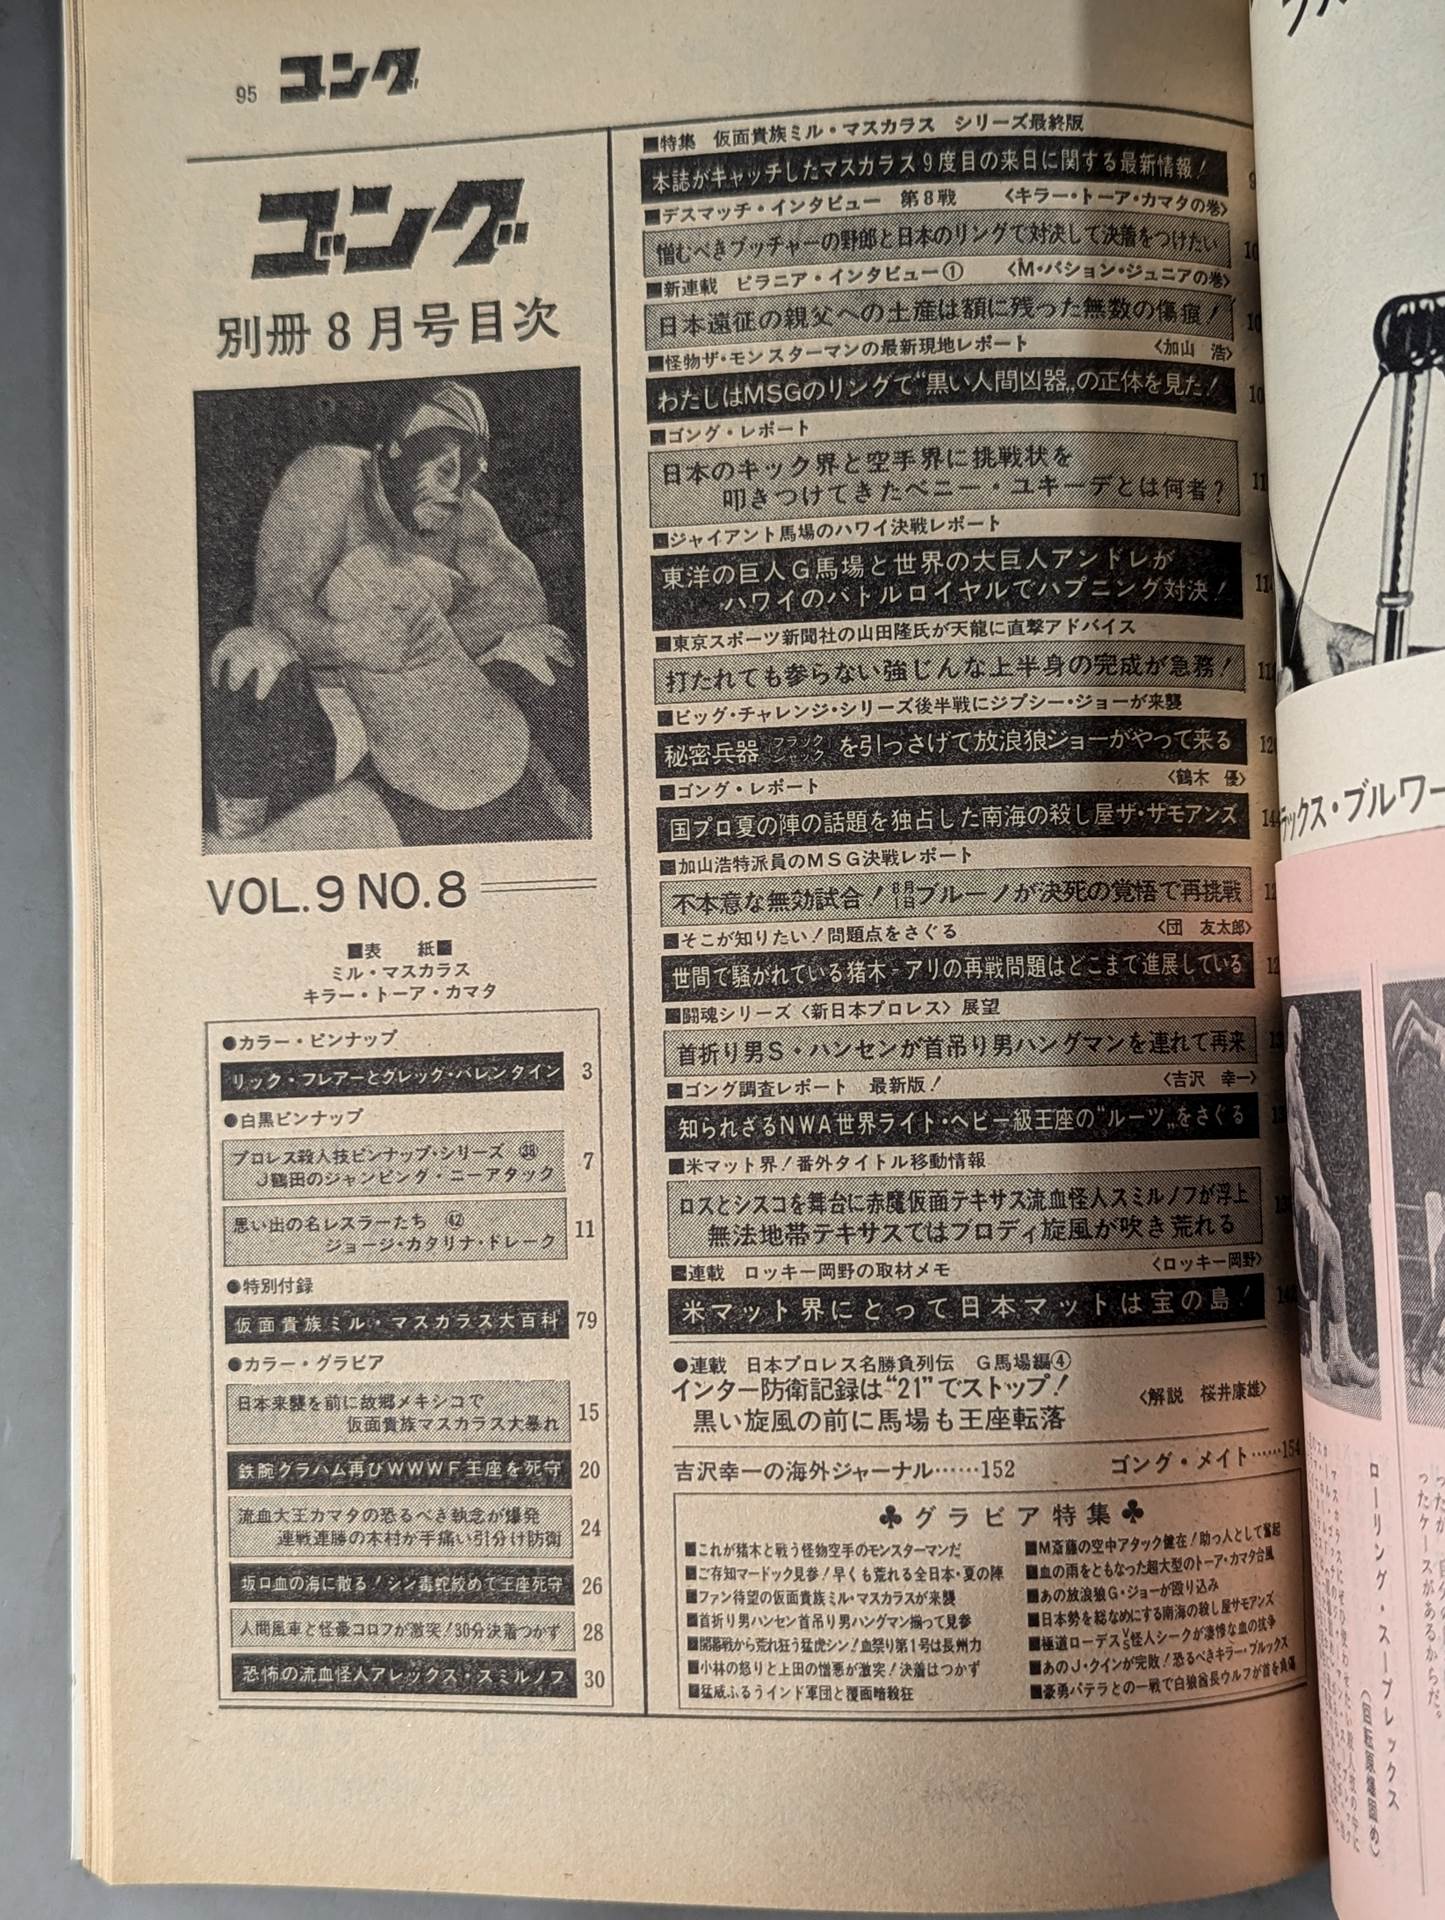 95 ゴング
ゴング
別冊8月号目次
VOL.9 NO.8
■表 紙■
ミル・マスカラス
キラー・トーア・カマタ
●カラー・ピンナップ
リック・フレアーとグレッグ・バレンタイン 3
●白黒ピンナップ
プロレス殺人技ピンナップ・シリーズ ㊳
J鶴田のジャンピング・ニーアタック 7
思い出の名レスラーたち ㊷
ジョージ・カタリナ・ドレーク 11
●特別付録
仮面貴族ミル・マスカラス大百科 79
●カラー・グラビア
日本来襲を前に故郷メキシコで
仮面貴族マスカラス大暴れ 15
鉄腕グラハム再びWWWF王座を死守 20
流血大王カマタの恐るべき執念が爆発
連戦連勝の木村が手痛い引分け防衛 24
坂口血の海に散る!シン毒蛇絞めて王座死守 26
人間風車と怪豪コロフが激突!30分決着つかず 28
恐怖の流血怪人アレックス・スミルノフ 30
■特集 仮面貴族ミル・マスカラス シリーズ最終版
本誌がキャッチしたマスカラス9度目の来日に関する最新情報!
■デスマッチ・インタビュー 第8戦 〈キラー・トーア・カマタの巻〉
憎むべきブッチャーの野郎と日本のリングで対決して決着をつけたい
■新連載 ピラニア・インタビュー① 〈M・パション・ジュニアの巻〉
日本遠征の親父への土産は額に残った無数の傷痕!
■怪物ザ・モンスターマンの最新現地レポート 〈加山 浩〉
わたしはMSGのリングで“黒い人間凶器„の正体を見た!
■ゴング・レポート
日本のキック界と空手界に挑戦状を
叩きつけてきたベニー・ユキーデとは何者?
■ジャイアント馬場のハワイ決戦レポート
東洋の巨人G馬場と世界の大巨人アンドレが
ハワイのバトルロイヤルでハプニング対決!
■東京スポーツ新聞社の山田隆氏が天龍に直撃アドバイス
打たれても参らない強じんな上半身の完成が急務!
■ビッグ・チャレンジ・シリーズ後半戦にジプシー・ジョーが来襲
秘密兵器(ブラックジャック)を引っさげて放浪狼ジョーがやって来る
■ゴング・レポート 〈鶴木 優〉
国プロ夏の陣の話題を独占した南海の殺し屋ザ・サモアンズ
■加山浩特派員のMSG決戦レポート
不本意な無効試合!8月1日ブルーノが決死の覚悟で再挑戦
■そこが知りたい!問題点をさぐる 〈団 友太郎〉
世間で騒がれている猪木-アリの再戦問題はどこまで進展している
■闘魂シリーズ〈新日本プロレス〉展望
首折り男S・ハンセンが首吊り男ハングマンを連れて再来
■ゴング調査レポート 最新版! 〈吉沢 幸一〉
知られざるNWA世界ライト・ヘビー級王座の“ルーツ„をさぐる
■米マット界!番外タイトル移動情報
ロスとシスコを舞台に赤魔仮面テキサス流血怪人スミルノフが浮上
無法地帯テキサスではブロディ旋風が吹き荒れる
■連載 ロッキー岡野の取材メモ 〈ロッキー岡野〉
米マット界にとって日本マットは宝の島!
●連載 日本プロレス名勝負列伝 G馬場編④
インター防衛記録は“21”でストップ!
黒い旋風の前に馬場も王座転落 〈解説 桜井康雄〉
吉沢幸一の海外ジャーナル……152 ゴング・メイト……154
♣グラビア特集♣
■これが猪木と戦う怪物空手のモンスターマンだ
■ご存知マードック見参!早くも荒れる全日本・夏の陣
■ファン待望の仮面貴族ミル・マスカラスが来襲
■首折り男ハンセン首吊り男ハングマン揃って見参
■開幕戦から荒れ狂う猛虎シン!血祭り第1号は長州力
■小林の怒りと上田の憎悪が激突!決着はつかず
■猛威ふるうインド軍団と覆面暗殺狂
■M斎藤の空中アタック健在!助っ人として奮起
■血の雨をともなった超大型のトーア・カマタ台風
■あの放浪狼G・ジョーが殴り込み
■日本勢を総なめにする南海の殺し屋サモアンズ
■極道ローデスVS怪人シークが凄惨な血の抗争
■あのJ・クインが完敗!恐るべきキラー・ブルックス
■豪勇パテラとの一戦で白狼酋長ウルフが首を負傷
ラックス・ブルワー
ローリング・スープレックス
(回転原爆固め)
ったケースがあるからだ。